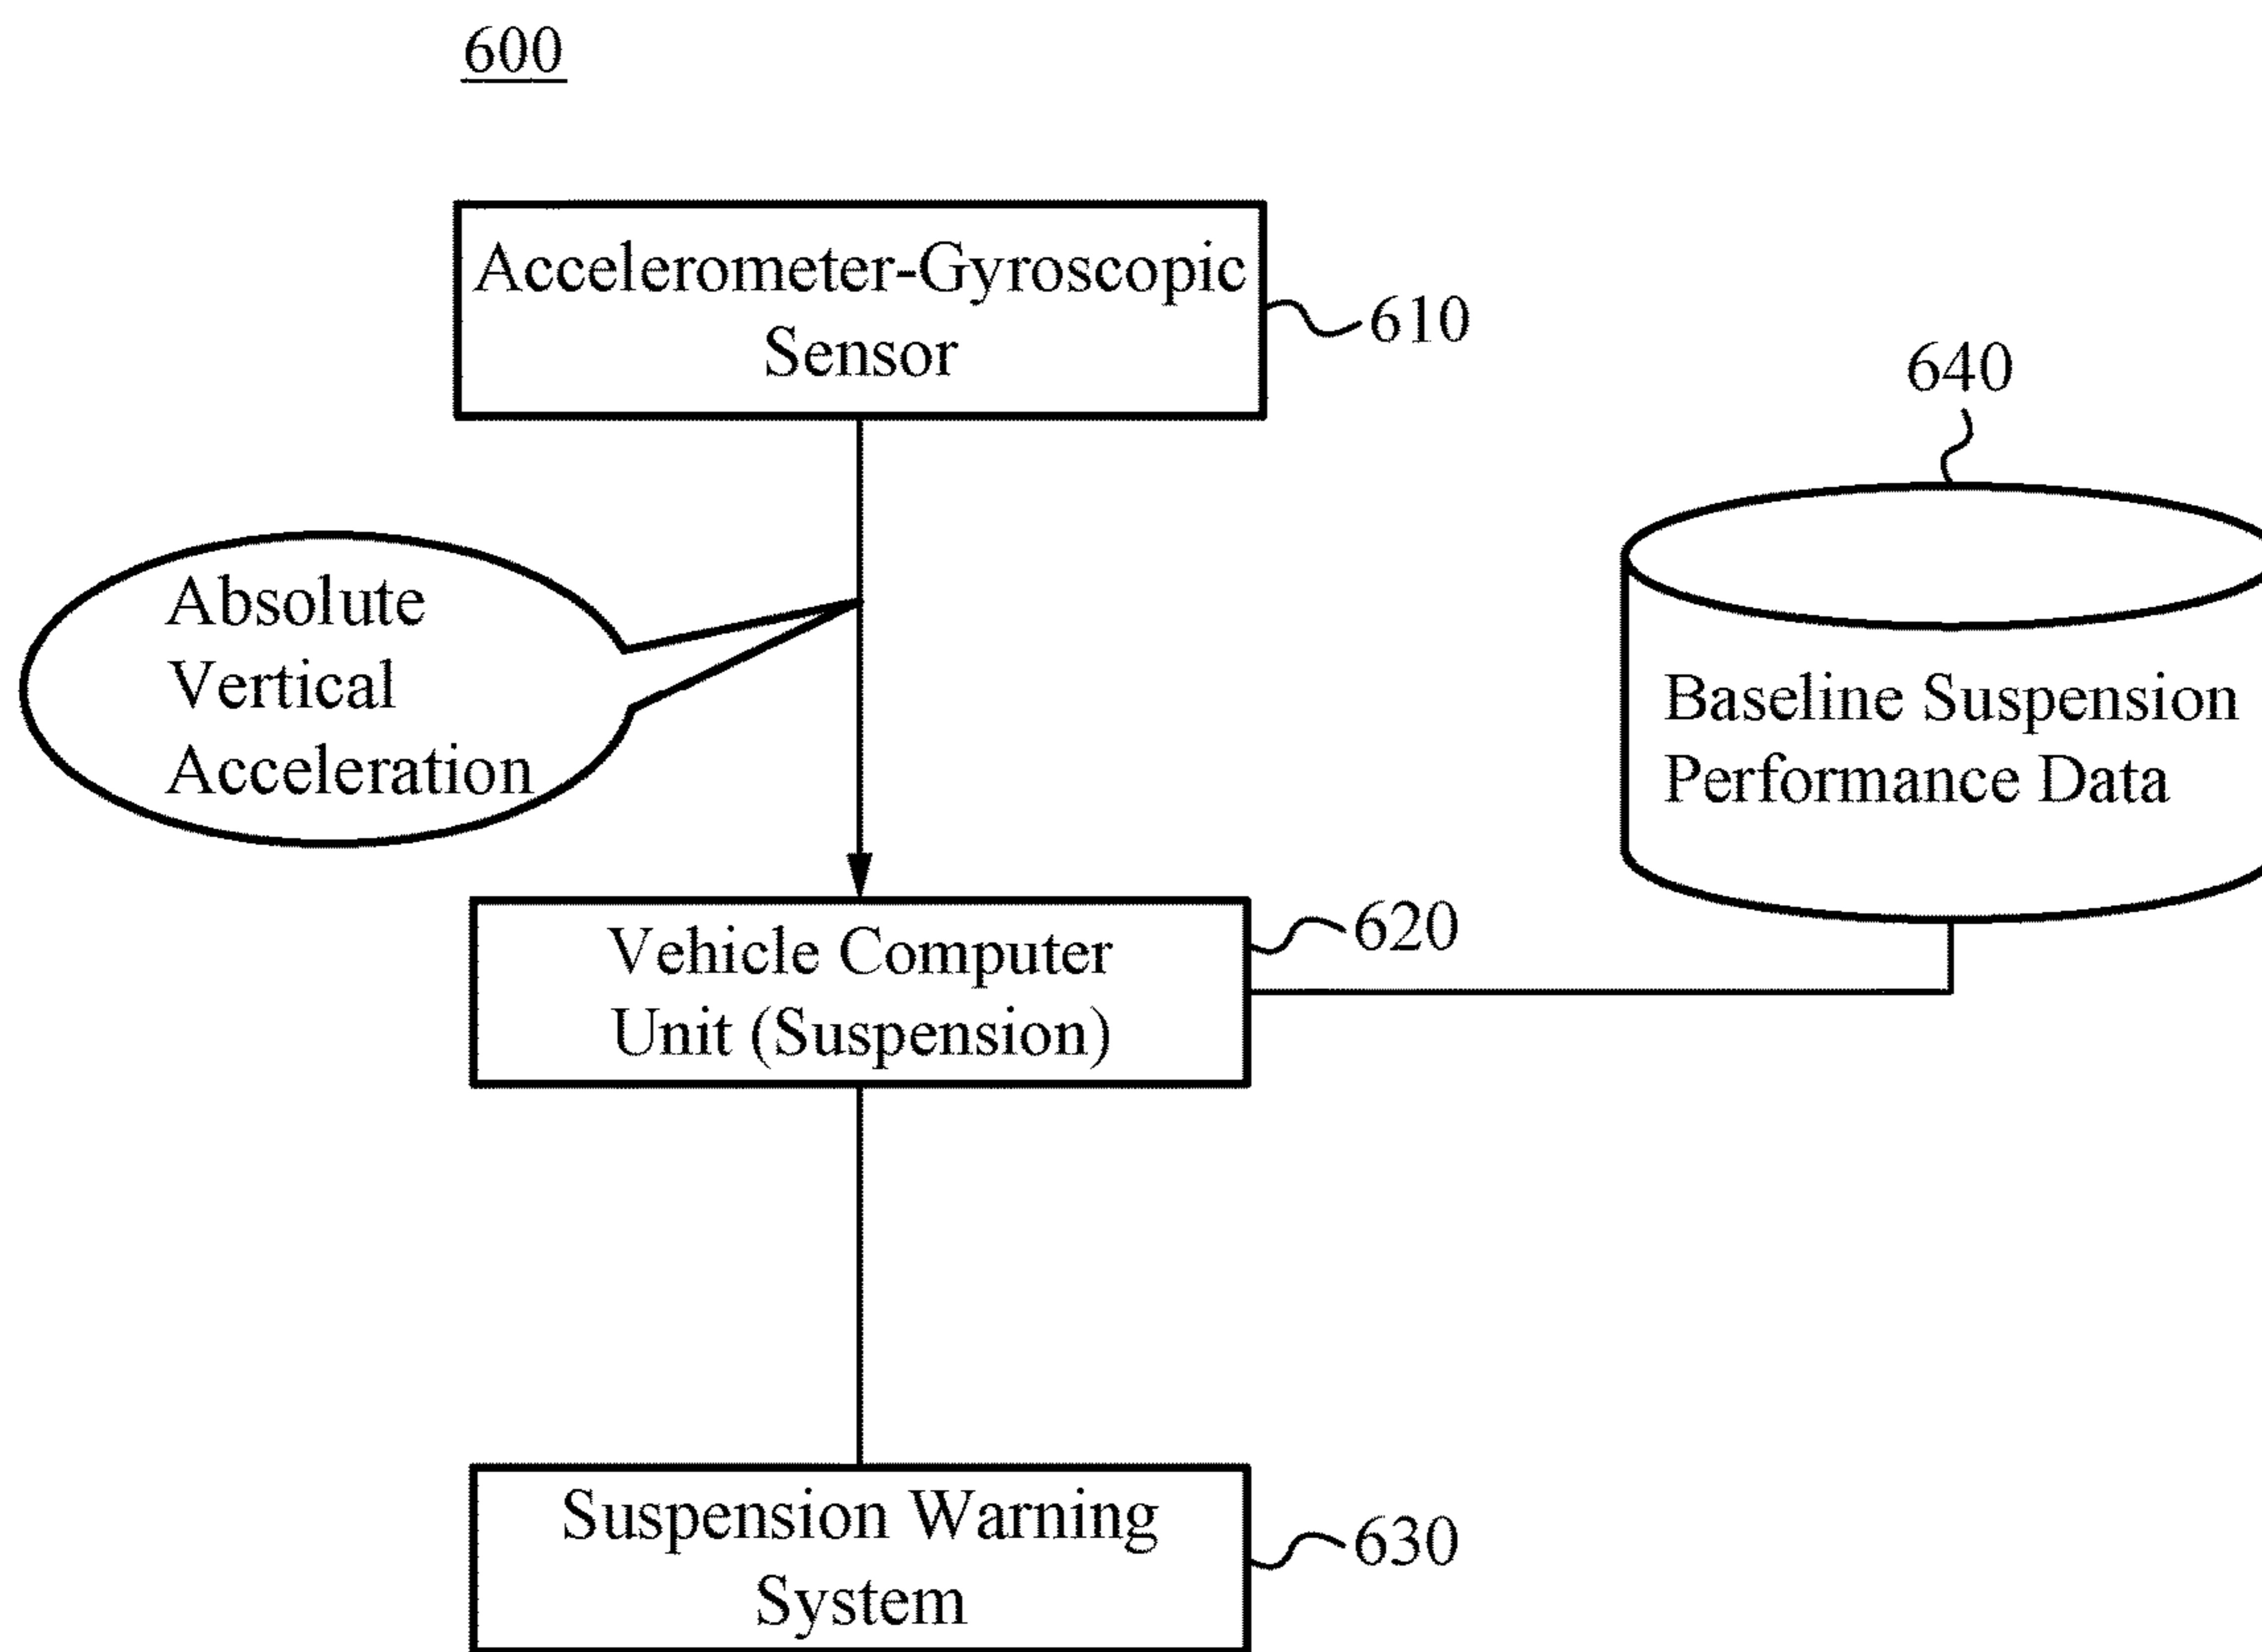 600
Accelerometer-Gyroscopic
Sensor
610
640
Absolute
Vertical
Acceleration
Baseline Suspension
Performance Data
Vehicle Computer
Unit (Suspension)
620
Suspension Warning
System
630